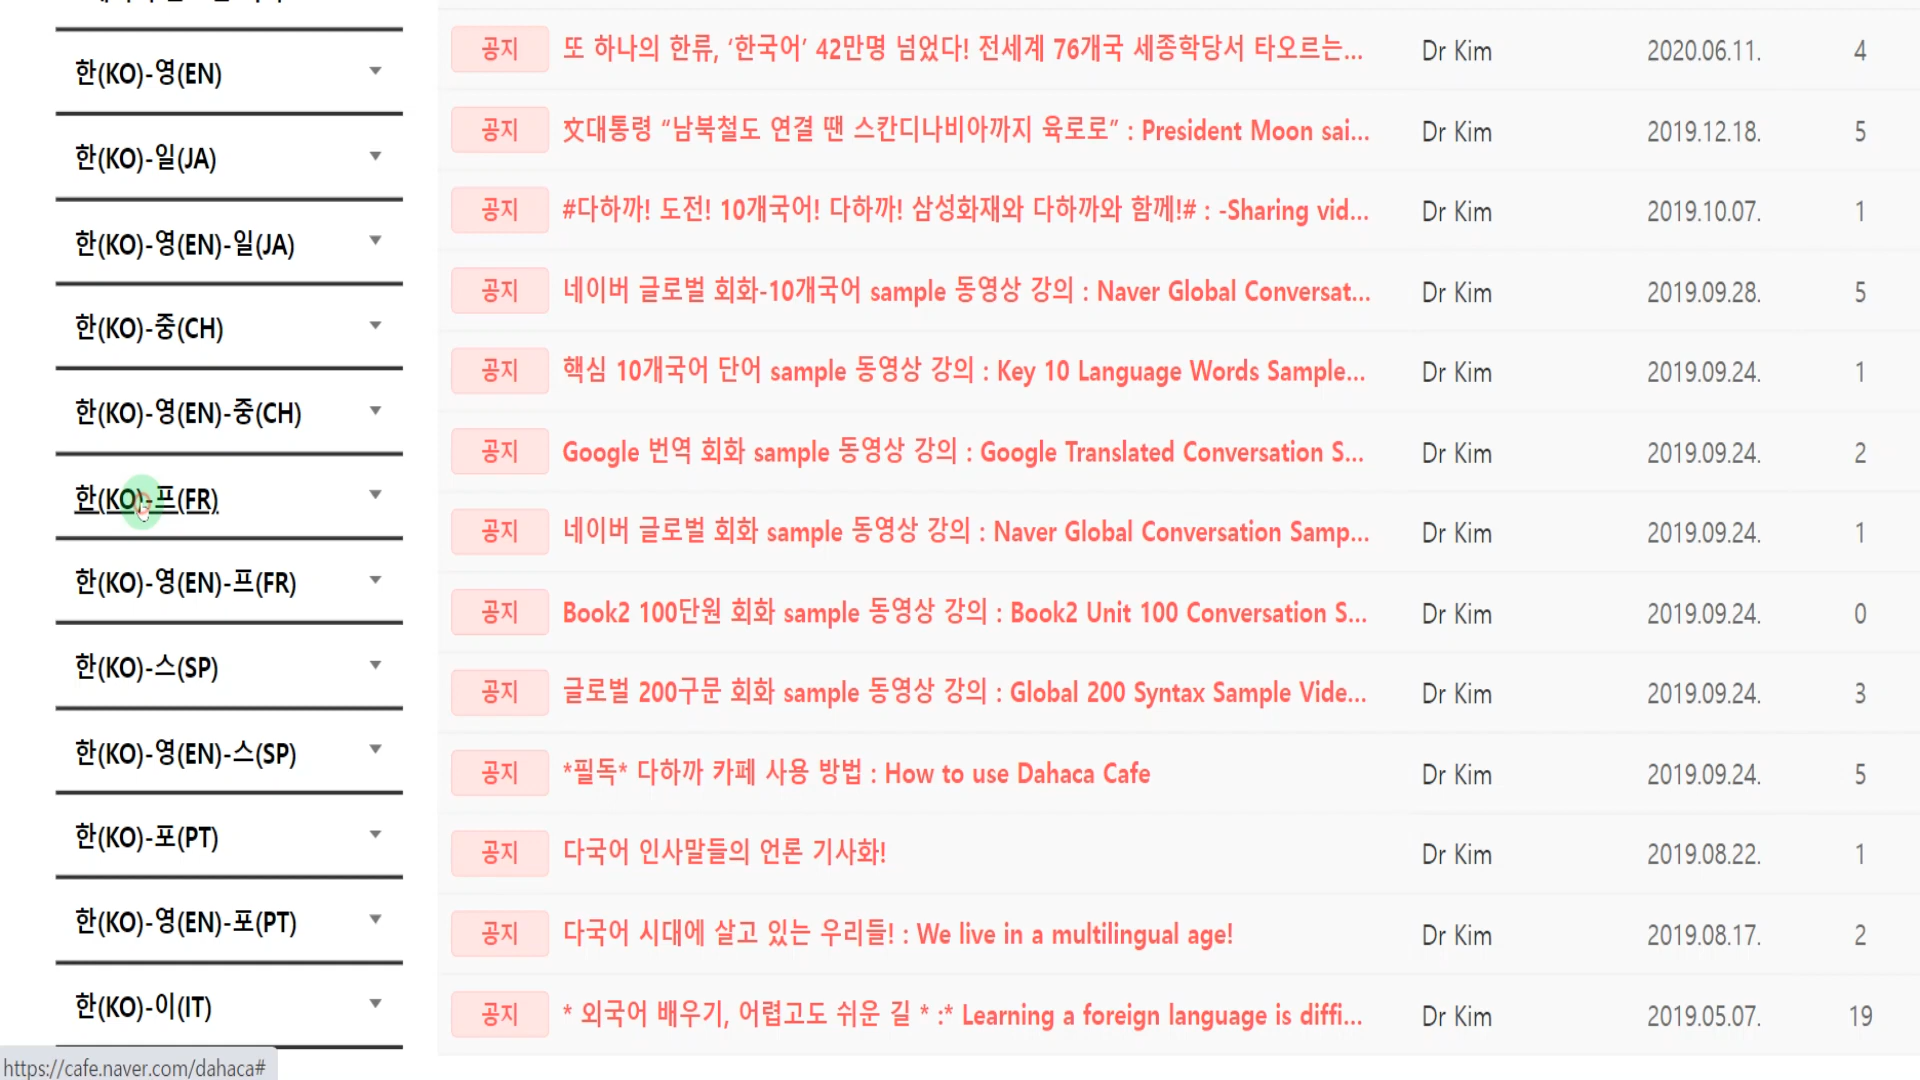 한(KO)-영(EN)
한(KO)-일(JA)
한(KO)-영(EN)-일(JA)
한(KO)-중(CH)
한(KO)-영(EN)-중(CH)
한(KO)-프(FR)
한(KO)-영(EN)-프(FR)
한(KO)-스(SP)
한(KO)-영(EN)-스(SP)
한(KO)-포(PT)
한(KO)-영(EN)-포(PT)
한(KO)-이(IT)
공지 또 하나의 한류, ‘한국어’ 42만명 넘었다! 전세계 76개국 세종학당서 타오르는... Dr Kim 2020.06.11. 4
공지 文대통령 “남북철도 연결 땐 스칸디나비아까지 육로로” : President Moon sai... Dr Kim 2019.12.18. 5
공지 #다하까! 도전! 10개국어! 다하까! 삼성화재와 다하까와 함께!# : -Sharing vid... Dr Kim 2019.10.07. 1
공지 네이버 글로벌 회화-10개국어 sample 동영상 강의 : Naver Global Conversat... Dr Kim 2019.09.28. 5
공지 핵심 10개국어 단어 sample 동영상 강의 : Key 10 Language Words Sample... Dr Kim 2019.09.24. 1
공지 Google 번역 회화 sample 동영상 강의 : Google Translated Conversation S... Dr Kim 2019.09.24. 2
공지 네이버 글로벌 회화 sample 동영상 강의 : Naver Global Conversation Samp... Dr Kim 2019.09.24. 1
공지 Book2 100단원 회화 sample 동영상 강의 : Book2 Unit 100 Conversation S... Dr Kim 2019.09.24. 0
공지 글로벌 200구문 회화 sample 동영상 강의 : Global 200 Syntax Sample Vide... Dr Kim 2019.09.24. 3
공지 *필독* 다하까 카페 사용 방법 : How to use Dahaca Cafe Dr Kim 2019.09.24. 5
공지 다국어 인사말들의 언론 기사화! Dr Kim 2019.08.22. 1
공지 다국어 시대에 살고 있는 우리들! : We live in a multilingual age! Dr Kim 2019.08.17. 2
공지 * 외국어 배우기, 어렵고도 쉬운 길 * :* Learning a foreign language is diffi... Dr Kim 2019.05.07. 19
https://cafe.naver.com/dahaca#